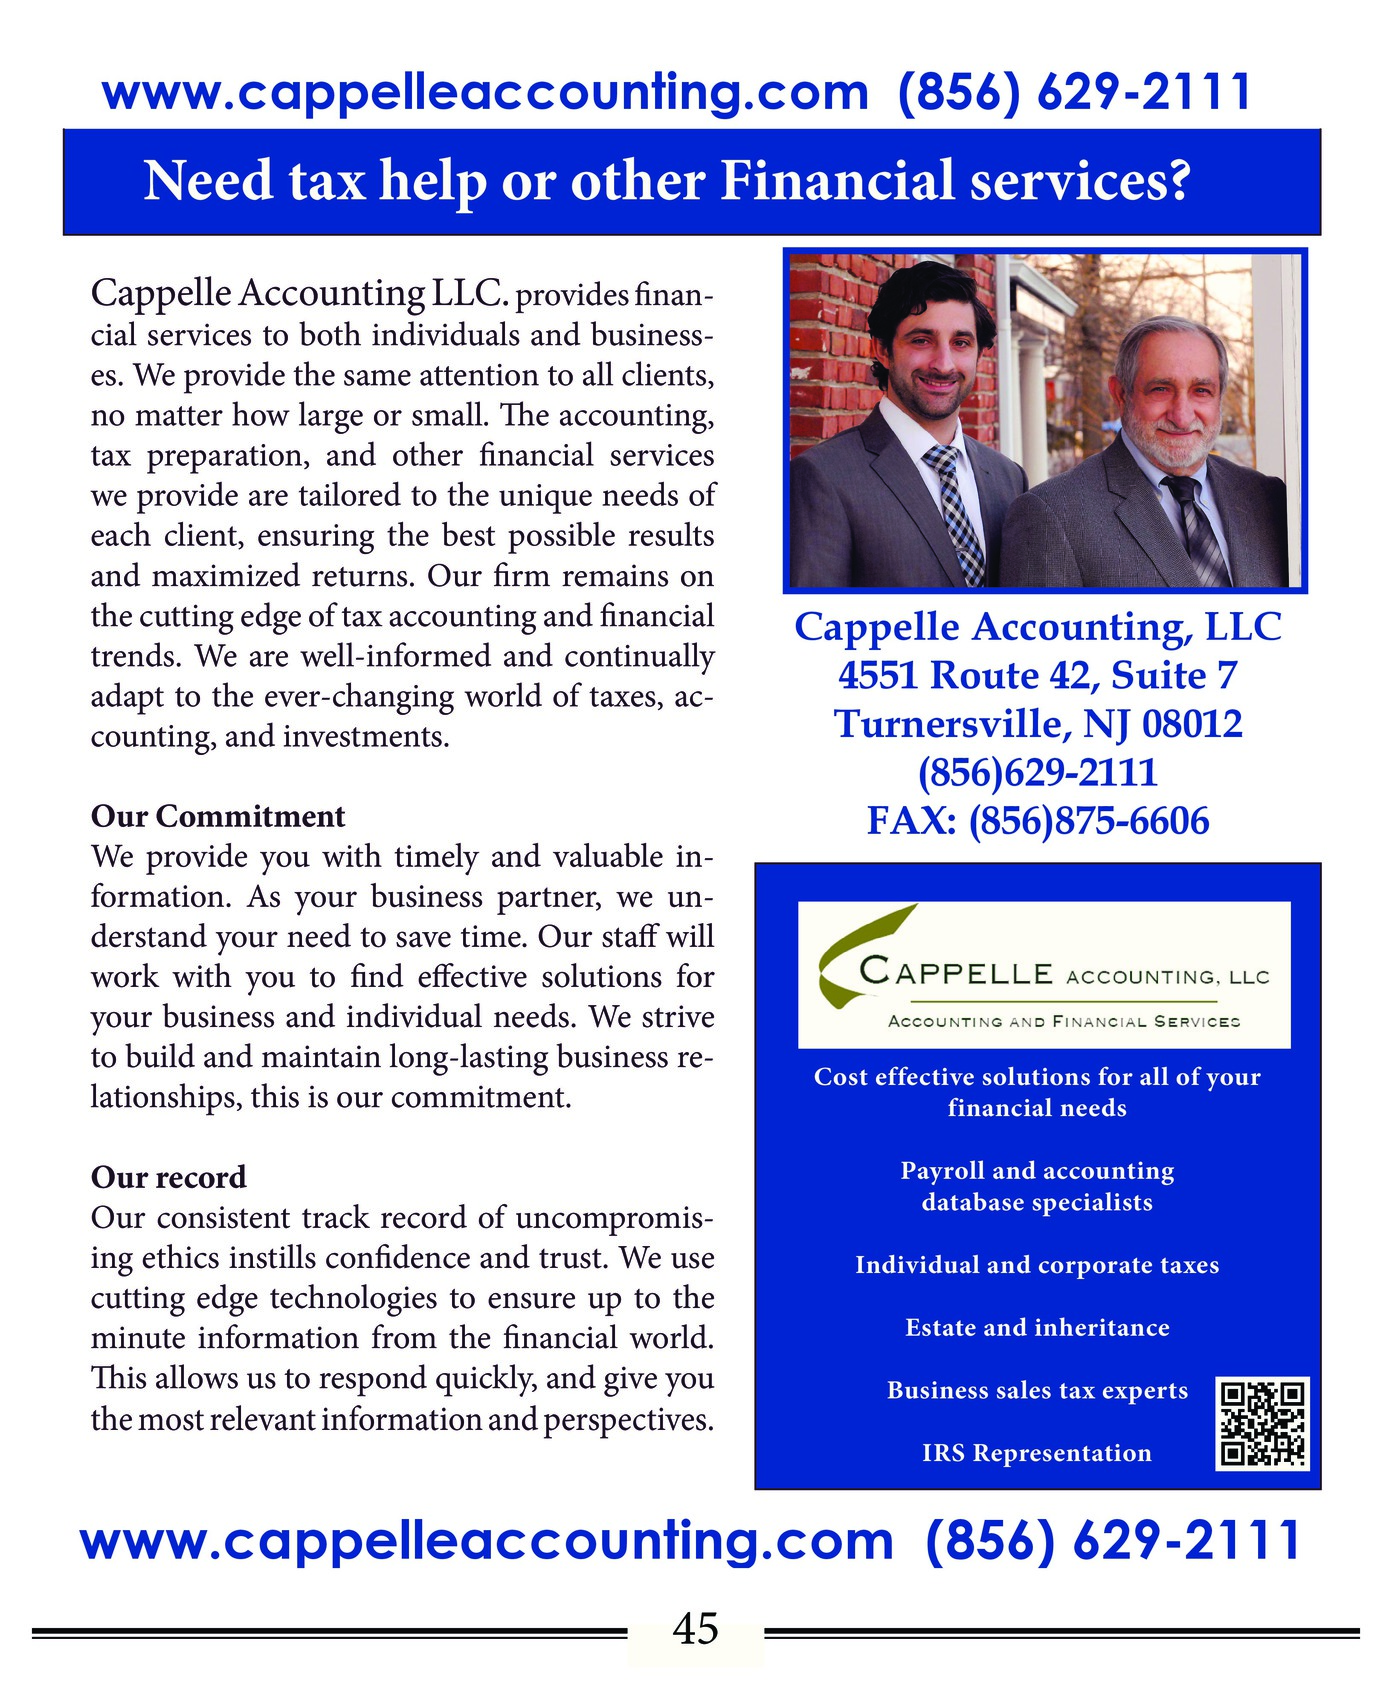 www.cappelleaccounting.com (856) 629-2111
Need tax help or other Financial services?
Cappelle Accounting LLC. provides finan-
cial services to both individuals and business-
es. We provide the same attention to all clients,
no matter how large or small. The accounting,
tax preparation, and other financial services
we provide are tailored to the unique needs of
each client, ensuring the best possible results
and maximized returns. Our firm remains on
the cutting edge of tax accounting and financial
trends. We are well-informed and continually
adapt to the ever-changing world of taxes, ac-
counting, and investments.
Our Commitment
We provide you with timely and valuable in-
formation. As your business partner, we un-
derstand your need to save time. Our staff will
work with you to find effective solutions for
your business and individual needs. We strive
to build and maintain long-lasting business re-
lationships, this is our commitment.
Our record
Our consistent track record of uncompromis-
ing ethics instills confidence and trust. We use
cutting edge technologies to ensure up to the
minute information from the financial world.
This allows us to respond quickly, and give you
the most relevant information and perspectives.
Cappelle Accounting, LLC
4551 Route 42, Suite 7
Turnersville, NJ 08012
(856)629-2111
FAX: (856)875-6606
CAPPELLE ACCOUNTING, LLC
ACCOUNTING AND FINANCIAL SERVICES
Cost effective solutions for all of your
financial needs
Payroll and accounting
database specialists
Individual and corporate taxes
Estate and inheritance
Business sales tax experts
IRS Representation
www.cappelleaccounting.com (856) 629-2111
45